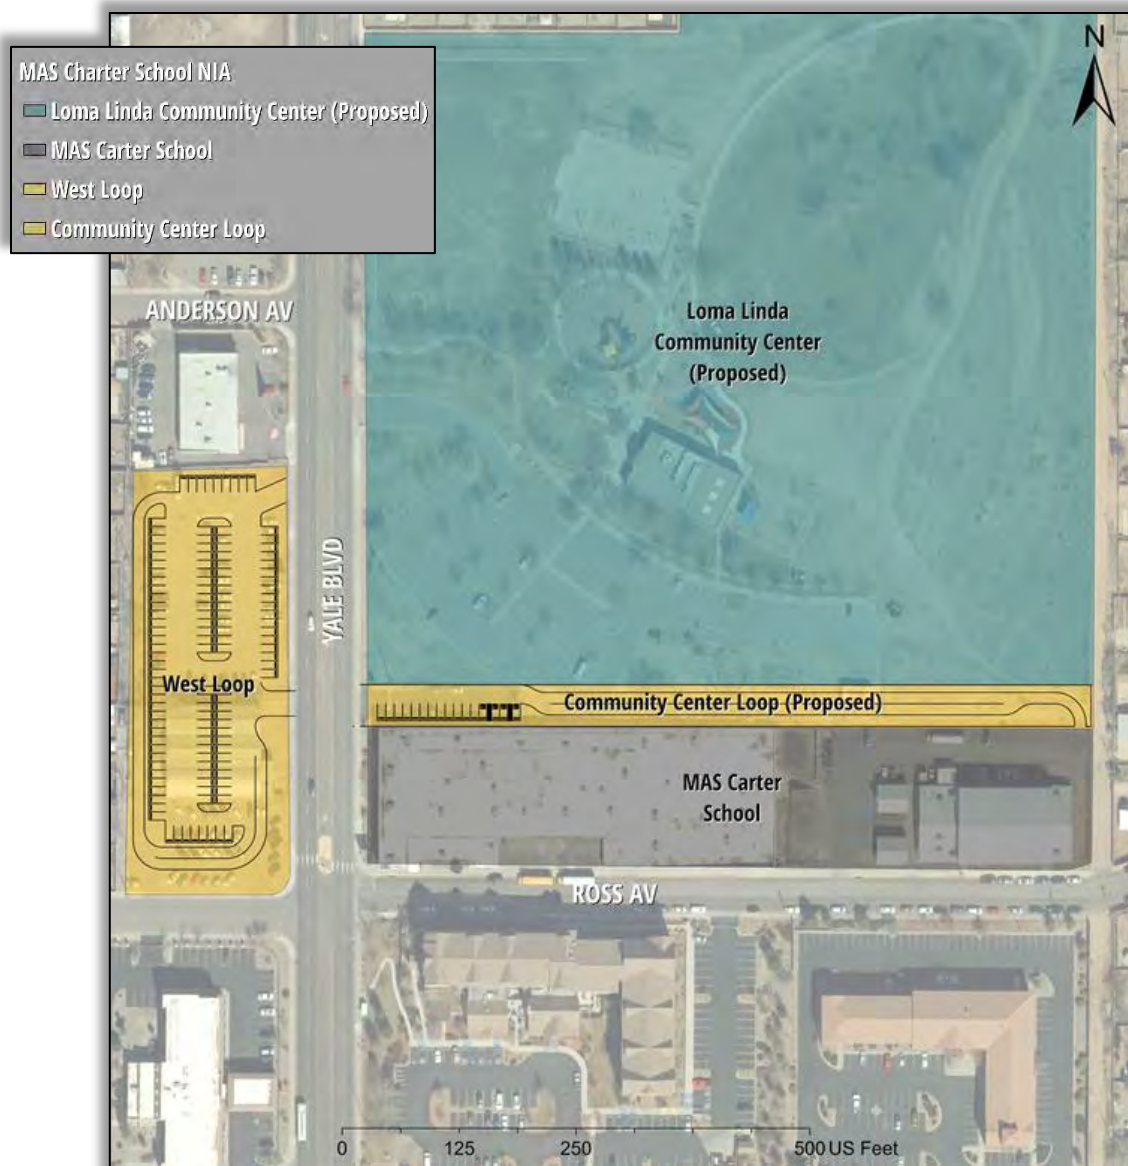 N
MAS Charter School NIA
Loma Linda Community Center (Proposed)
MAS Carter School
West Loop
Community Center Loop
ANDERSON AV
Loma Linda
Community Center
(Proposed)
YALE BLVD
West Loop
Community Center Loop (Proposed)
MAS Carter
School
ROSS AV
0 125 250 500 US Feet